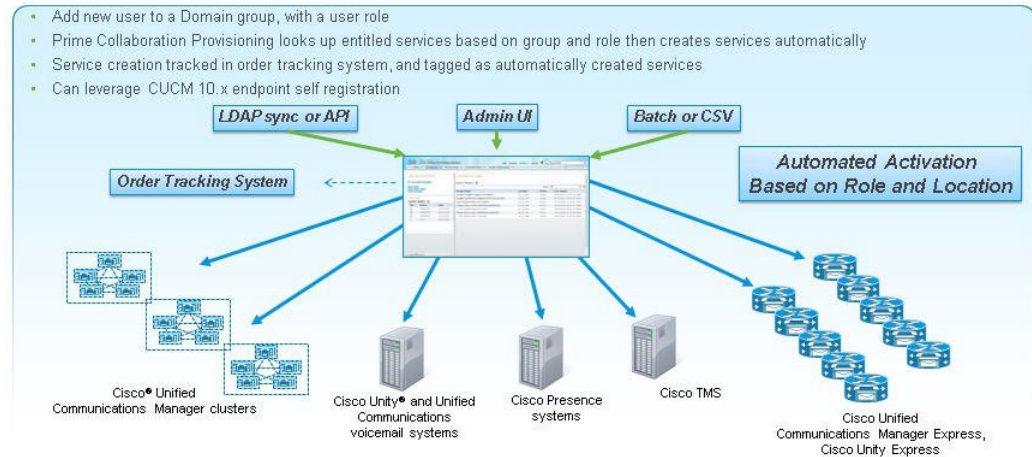 Add new user to a Domain group, with a user role
Prime Collaboration Provisioning looks up entitled services based on group and role then creates services automatically
Service creation tracked in order tracking system, and tagged as automatically created services
Can leverage CUCM 10.x endpoint self registration
LDAP sync or API
Admin UI
Batch or CSV
Order Tracking System
Automated Activation
Based on Role and Location
Cisco® Unified
Communications Manager clusters
Cisco Unity® and Unified
Communications
voicemail systems
Cisco Presence
systems
Cisco TMS
Cisco Unified
Communications Manager Express,
Cisco Unity Express